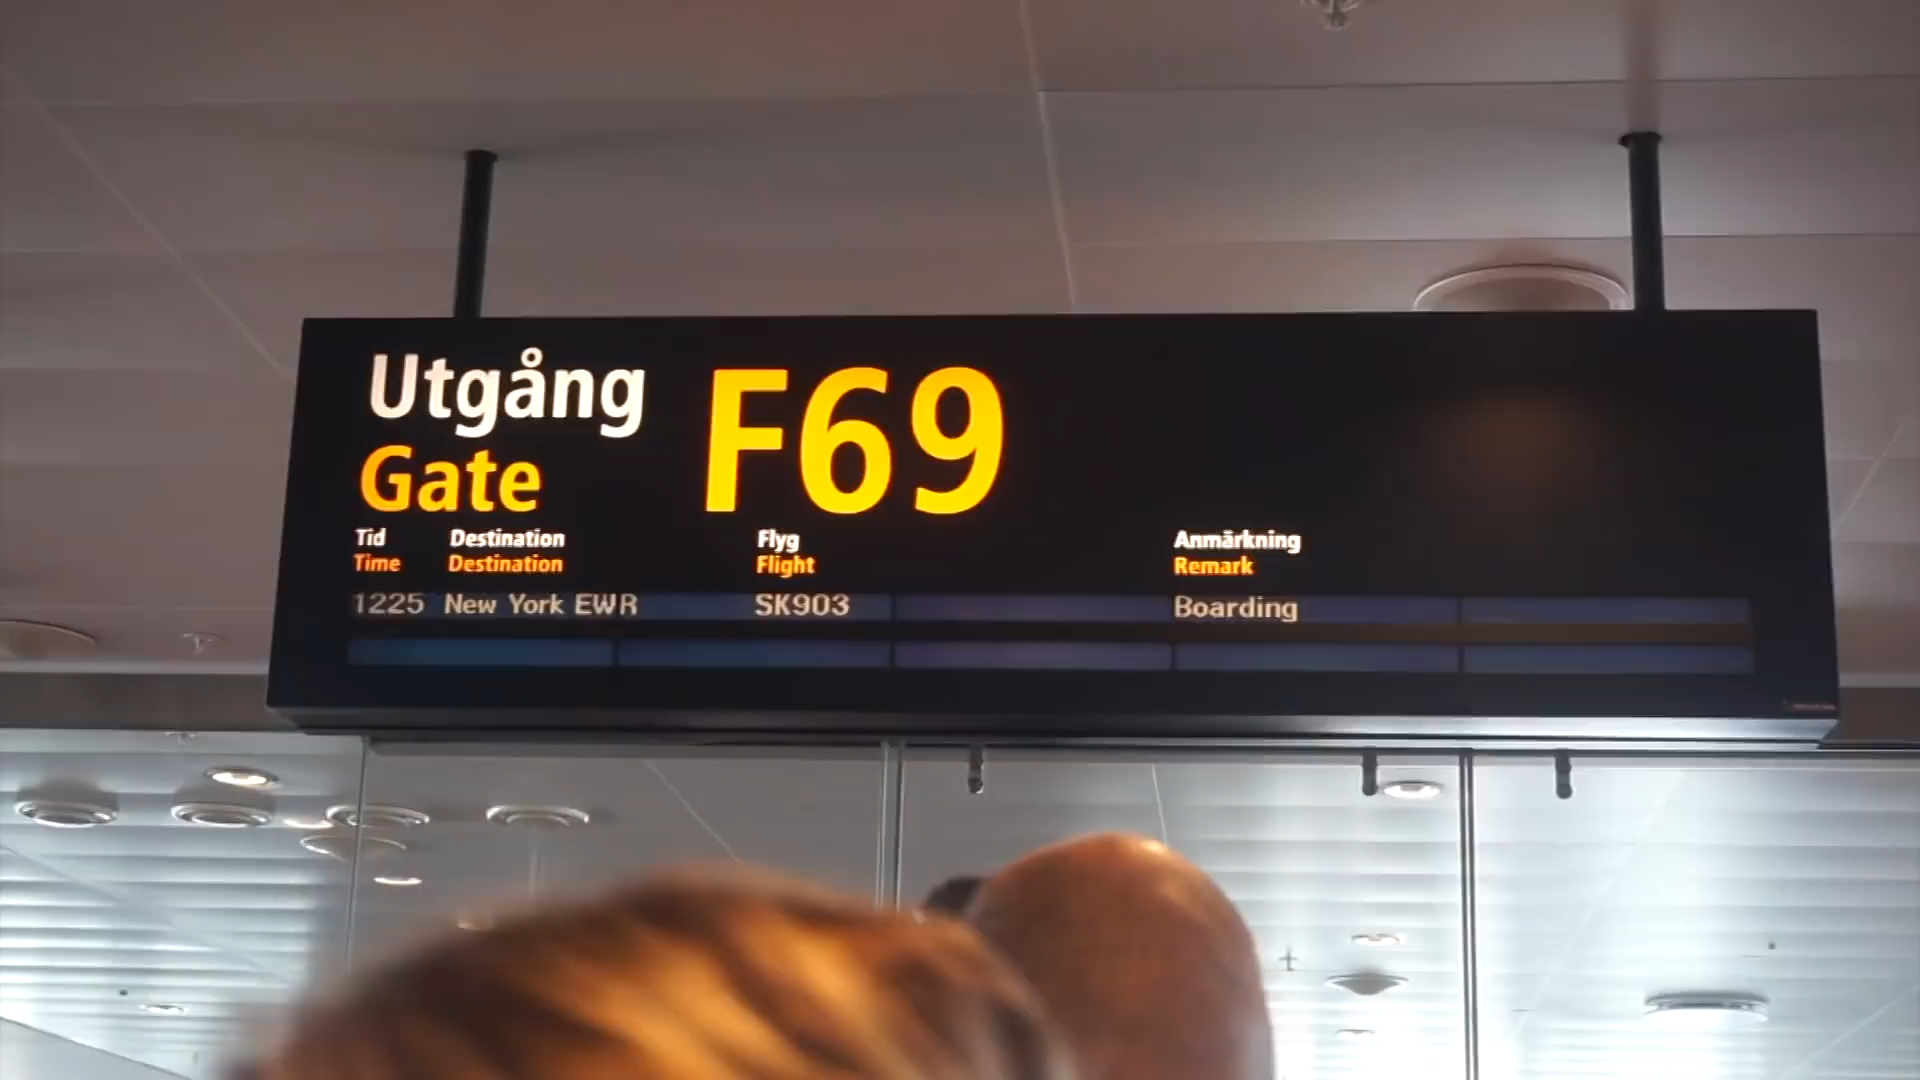 Utgång
Gate
F69
Tid Destination Flyg Anmärkning
Time Destination Flight Remark
1225 New York EWR SK903 Boarding